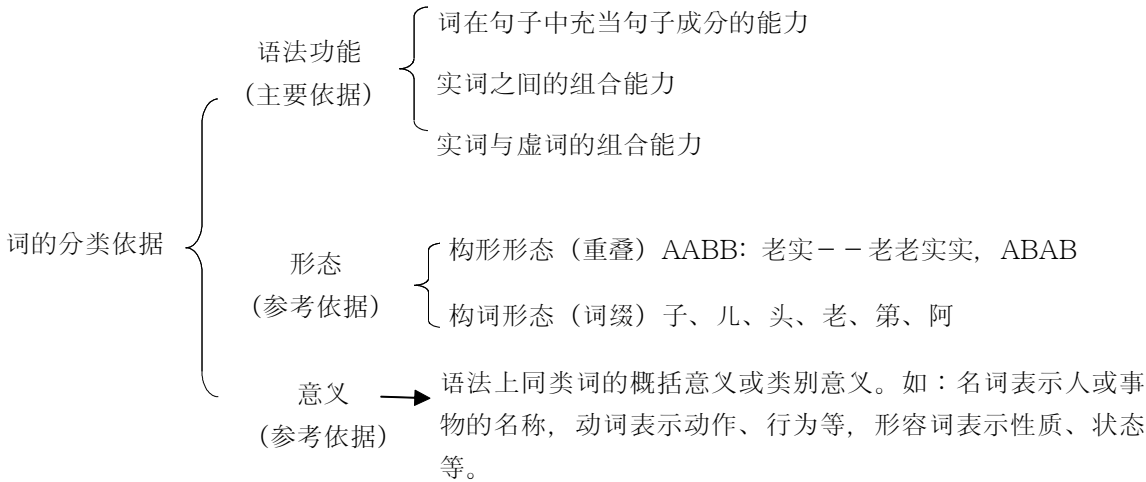 词在句子中充当句子成分的能力
语法功能
（主要依据）
实词之间的组合能力
实词与虚词的组合能力
词的分类依据
形态
（参考依据）
构形形态（重叠）AABB：老实－－老老实实，ABAB
构词形态（词缀）子、儿、头、老、第、阿
意义
（参考依据）
语法上同类词的概括意义或类别意义。如：名词表示人或事
物的名称，动词表示动作、行为等，形容词表示性质、状态
等。